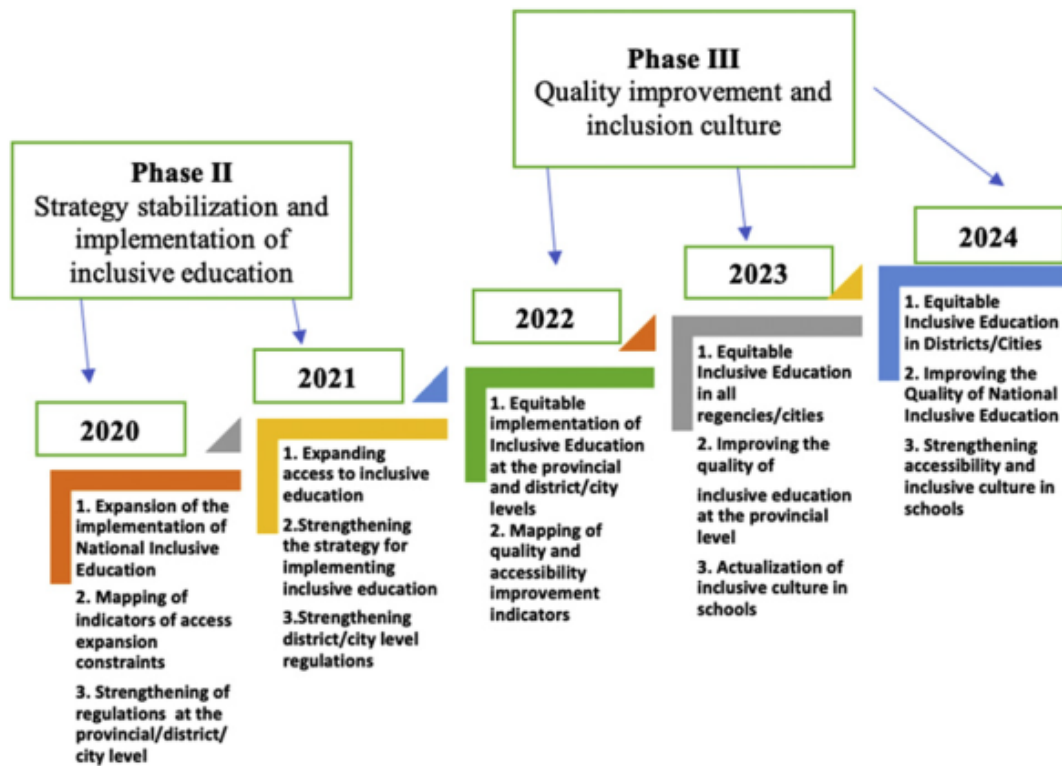 Phase II
Strategy stabilization and
implementation of
inclusive education
Phase III
Quality improvement and
inclusion culture
2020
1. Expansion of the
implementation of
National Inclusive
Education
2. Mapping of
indicators of access
expansion
constraints
3. Strengthening of
regulations at the
provincial/district/
city level
2021
1. Expanding
access to inclusive
education
2.Strengthening
the strategy for
implementing
inclusive education
3.Strengthening
district/city level
regulations
2022
1. Equitable
implementation of
Inclusive Education
at the provincial
and district/city
levels
2. Mapping of
quality and
accessibility
improvement
indicators
2023
1. Equitable
Inclusive Education
in all
regencies/cities
2. Improving the
quality of
inclusive education
at the provincial
level
3. Actualization of
inclusive culture in
schools
2024
1. Equitable
Inclusive Education
in Districts/Cities
2. Improving the
Quality of National
Inclusive Education
3. Strengthening
accessibility and
inclusive culture in
schools